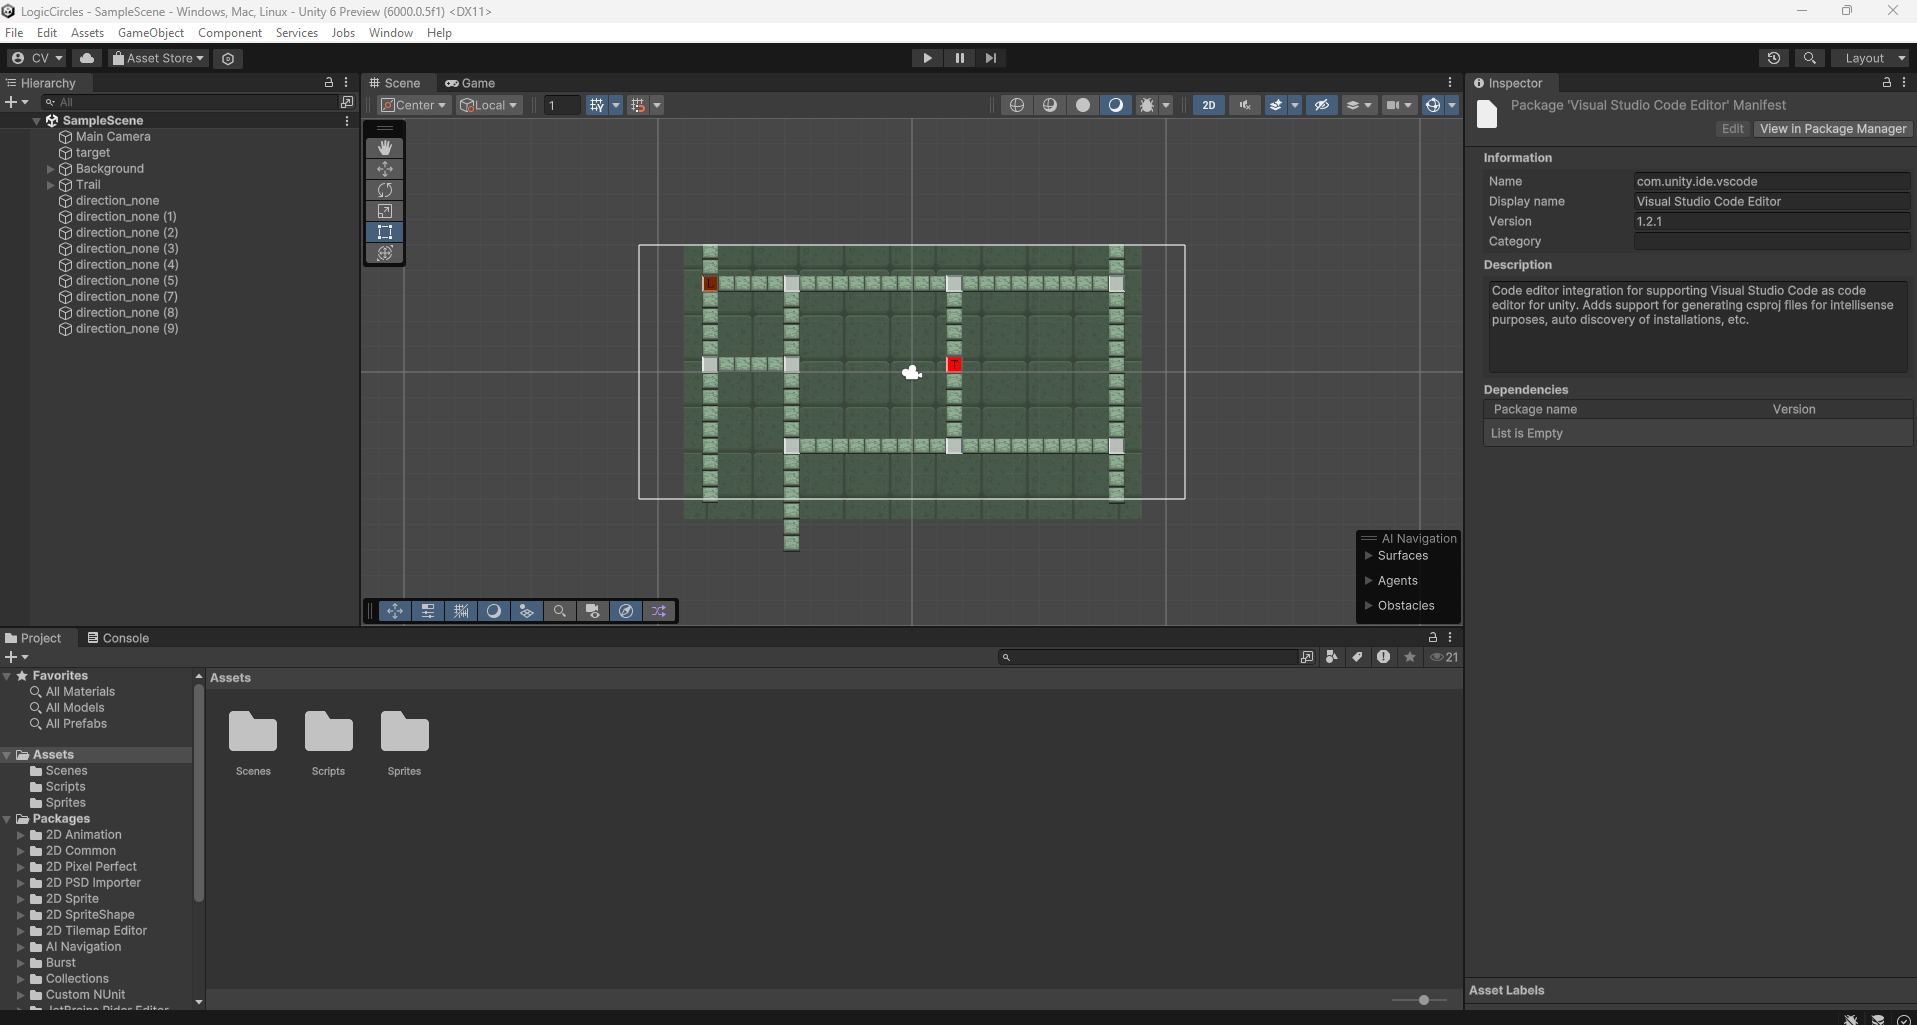 LogicCircles - SampleScene - Windows, Mac, Linux - Unity 6 Preview (6000.0.5f1) <DX11>
File Edit Assets GameObject Component Services Jobs Window Help
CV Asset Store Layout
Hierarchy
All
SampleScene
Main Camera
target
Background
Trail
direction_none
direction_none (1)
direction_none (2)
direction_none (3)
direction_none (4)
direction_none (5)
direction_none (7)
direction_none (8)
direction_none (9)
Scene Game
Center Local 1 2D
L
T
AI Navigation
Surfaces
Agents
Obstacles
Inspector
Package 'Visual Studio Code Editor' Manifest
Edit View in Package Manager
Information
Name com.unity.ide.vscode
Display name Visual Studio Code Editor
Version 1.2.1
Category
Description
Code editor integration for supporting Visual Studio Code as code
editor for unity. Adds support for generating csproj files for intellisense
purposes, auto discovery of installations, etc.
Dependencies
Package name Version
List is Empty
Asset Labels
Project Console
21
Favorites
All Materials
All Models
All Prefabs
Assets
Scenes
Scripts
Sprites
Packages
2D Animation
2D Common
2D Pixel Perfect
2D PSD Importer
2D Sprite
2D SpriteShape
2D Tilemap Editor
AI Navigation
Burst
Collections
Custom NUnit
JetBrains Rider Editor
Assets
Scenes Scripts Sprites